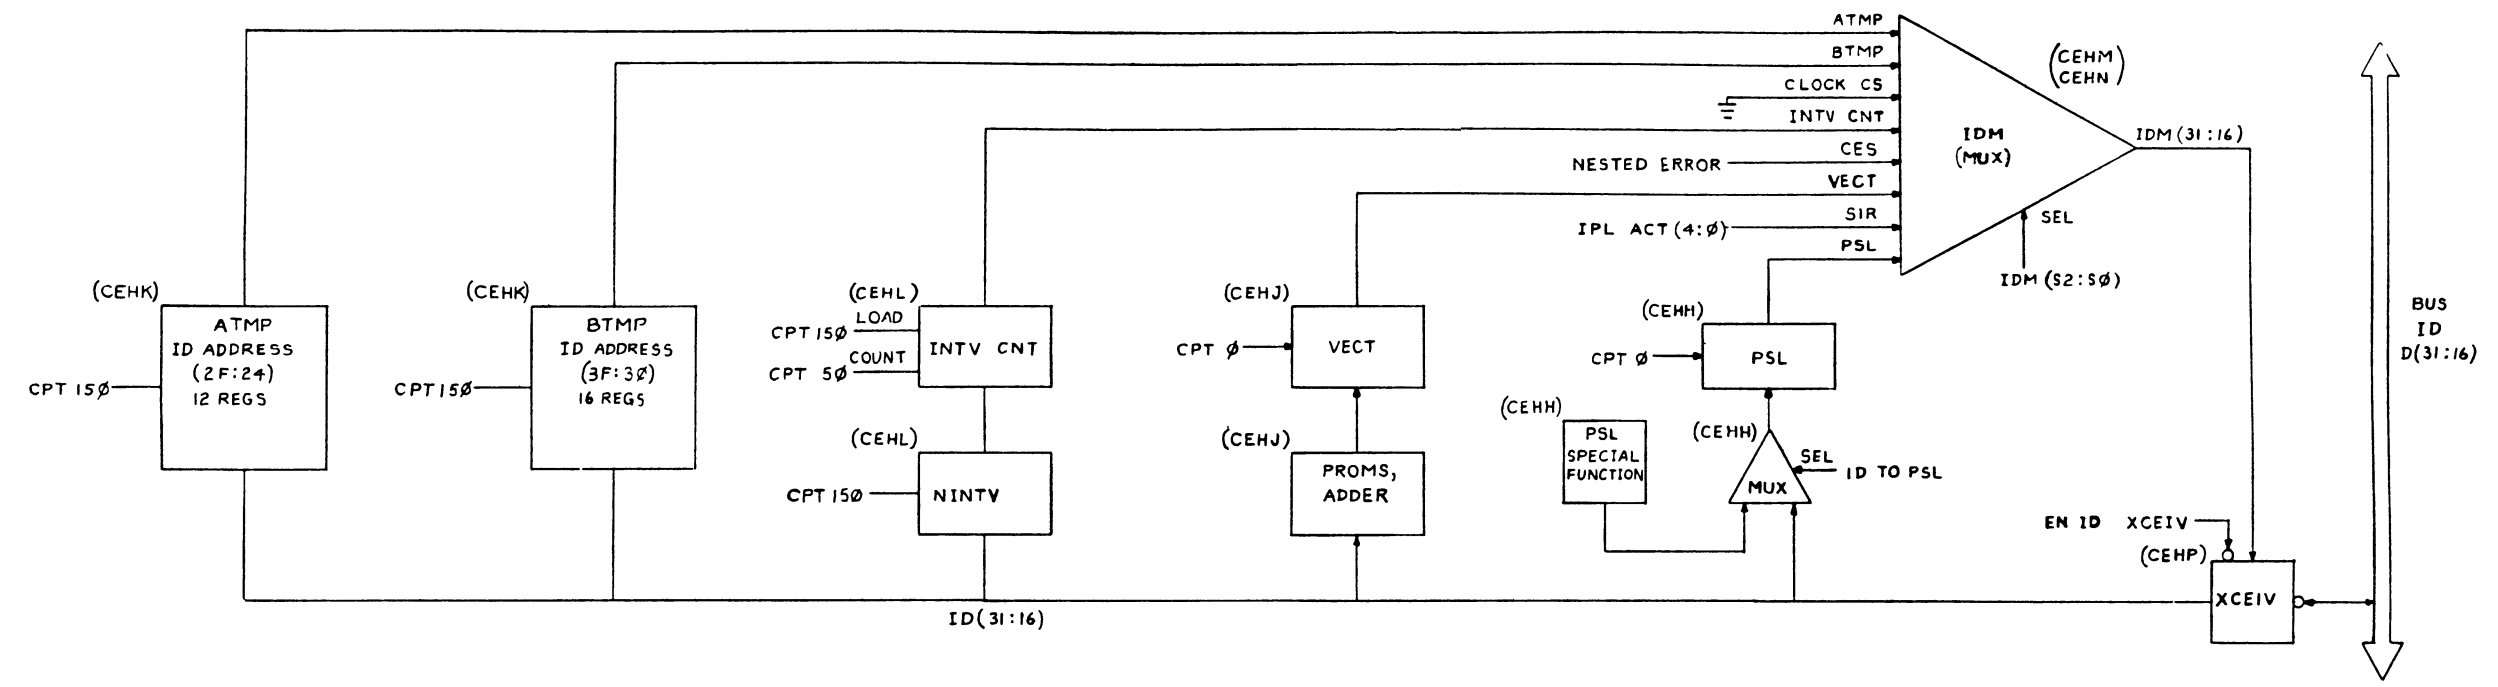 ATMP
BTMP
CLOCK CS
INTV CNT
CES
NESTED ERROR
VECT
SIR
IPL ACT (4:Ø)
PSL
IDM
(MUX)
(CEHM
CEHN)
IDM (31:16)
SEL
IDM (S2:SØ)
(CEHK)
ATMP
ID ADDRESS
(2F:24)
12 REGS
CPT 15Ø
(CEHK)
BTMP
ID ADDRESS
(3F:3Ø)
16 REGS
CPT 15Ø
(CEHL)
LOAD
CPT 15Ø
COUNT
CPT 5Ø
INTV CNT
(CEHL)
CPT 15Ø
NINTV
(CEHJ)
CPT Ø
VECT
(CEHJ)
PROMS,
ADDER
(CEHH)
CPT Ø
PSL
(CEHH)
PSL
SPECIAL
FUNCTION
(CEHH)
SEL
ID TO PSL
MUX
EN ID XCEIV
(CEHP)
XCEIV
BUS
ID
D(31:16)
ID(31:16)